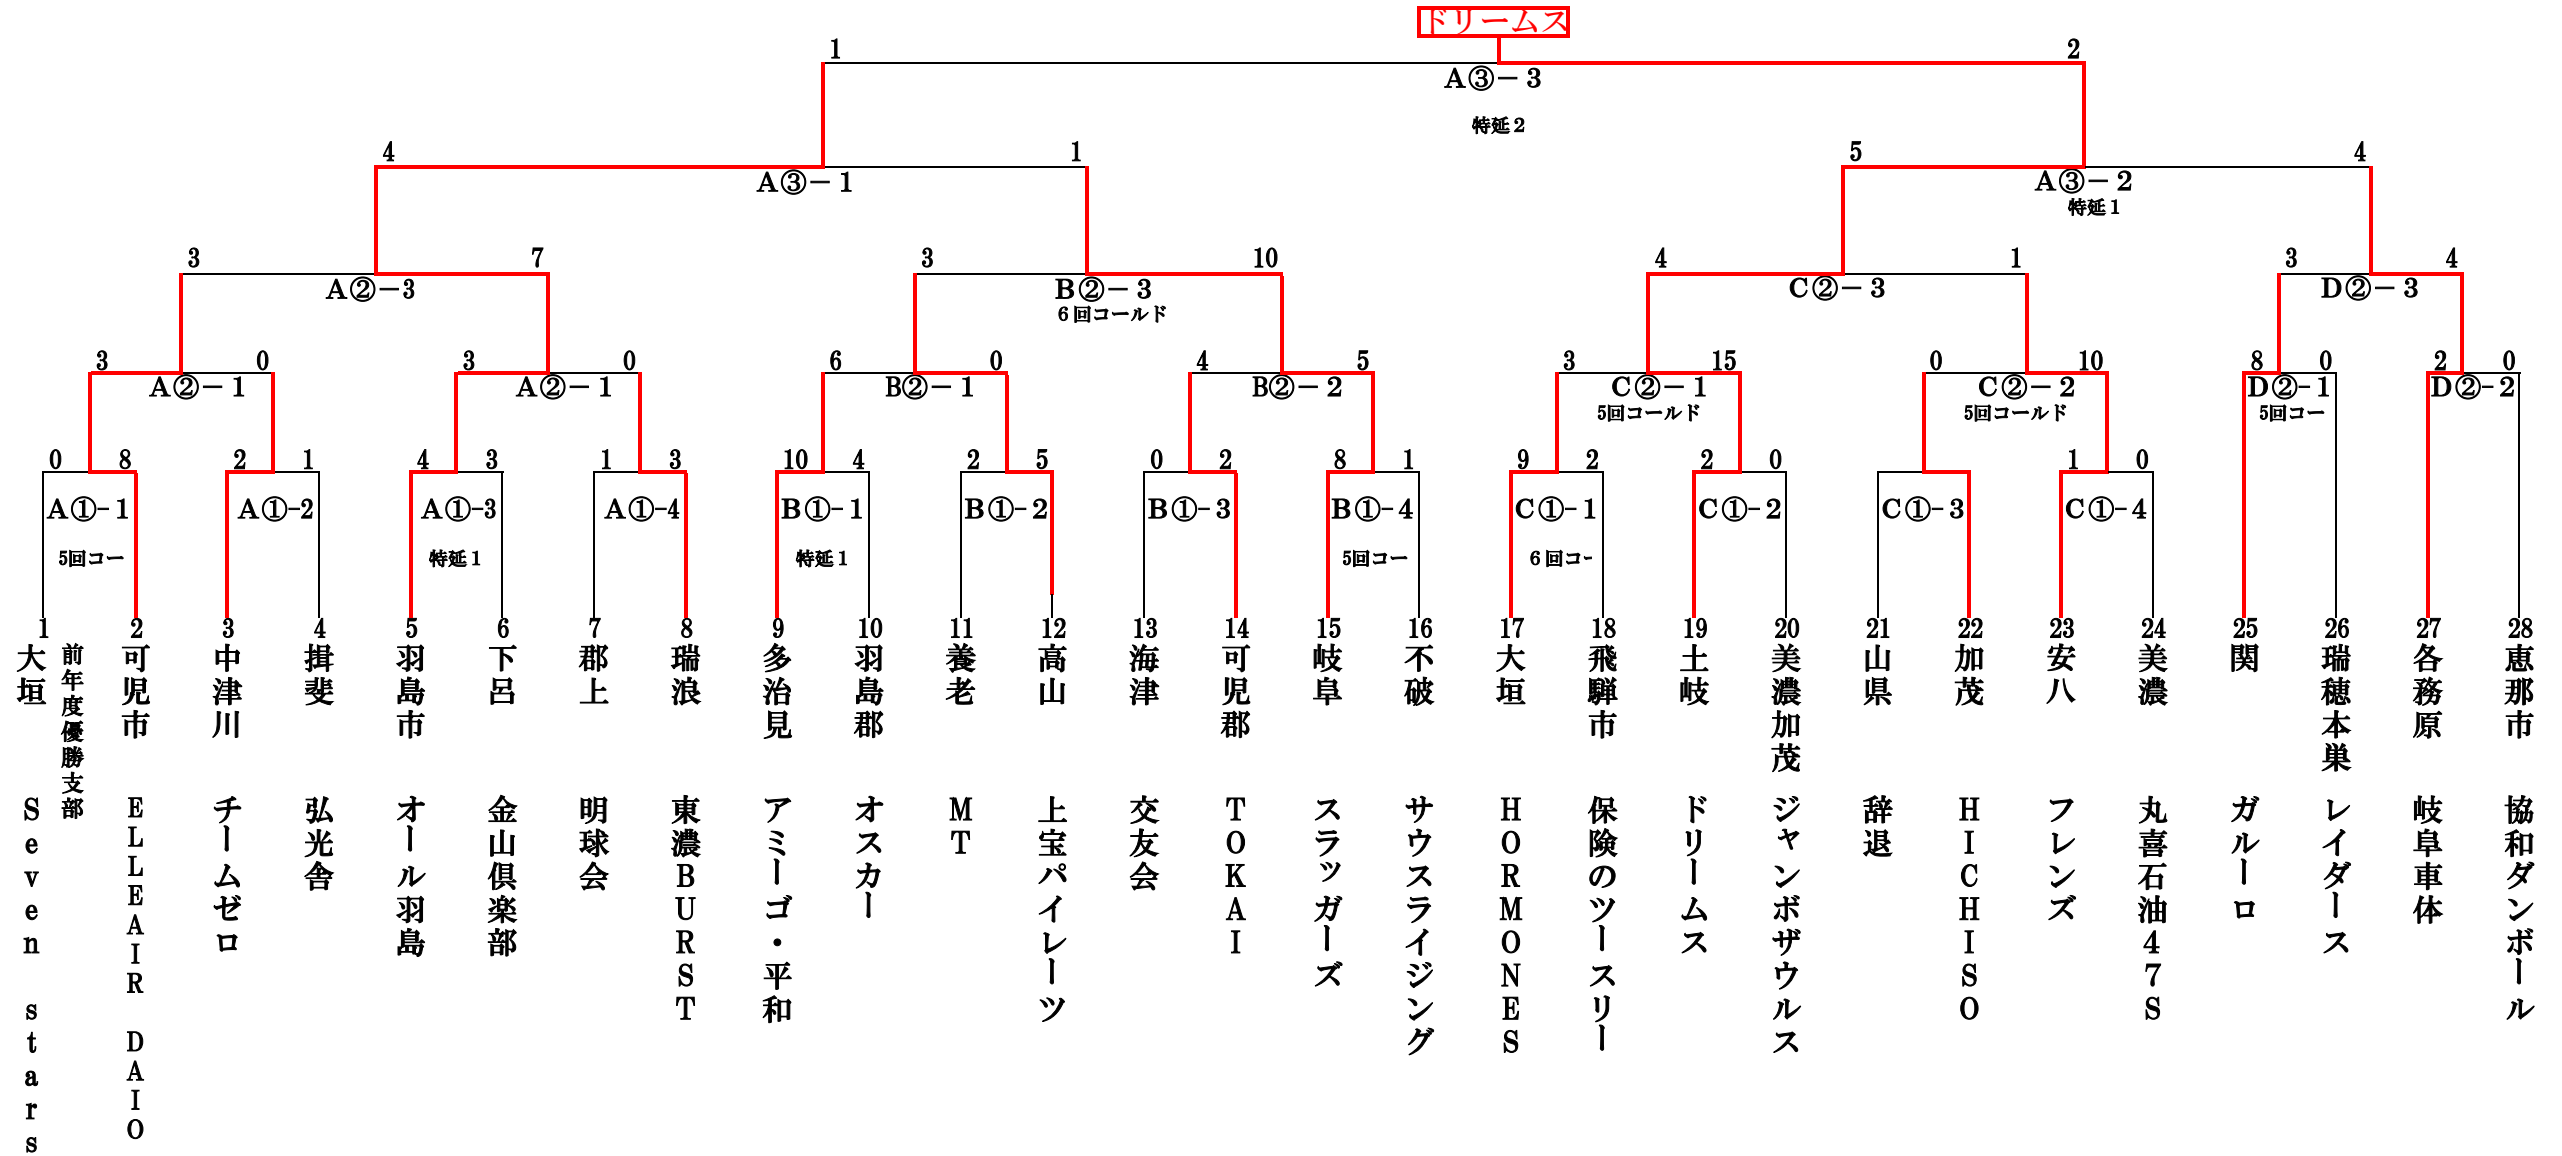 ドリームス
1 2
A③－3
特延2
4 1 5 4
A③－1 A③－2
特延1
3 7 3 10 4 1 3 4
A②－3 B②－3 C②－3 D②－3
6回コールド
3 0 3 0 6 0 4 5 3 15 0 10 8 0 2 0
A②－1 A②－1 B②－1 B②－2 C②－1 C②－2 D②-1 D②-2
5回コールド 5回コールド 5回コー
0 8 2 1 4 3 1 3 10 4 2 5 0 2 8 1 9 2 2 0 1 0
A①-1 A①-2 A①-3 A①-4 B①-1 B①-2 B①-3 B①-4 C①-1 C①-2 C①-3 C①-4
5回コー 特延1 特延1 5回コー 6回コー
1 2 3 4 5 6 7 8 9 10 11 12 13 14 15 16 17 18 19 20 21 22 23 24 25 26 27 28
大垣 Seven stars
前年度優勝支部
可児市 ELLEAIR DAIO
中津川 チームゼロ
揖斐 弘光舎
羽島市 オール羽島
下呂 金山倶楽部
郡上 明球会
瑞浪 東濃BURST
多治見 アミーゴ・平和
羽島郡 オスカー
養老 MT
高山 上宝パイレーツ
海津 交友会
可児郡 TOKAI
岐阜 スラッガーズ
不破 サウスライジング
大垣 HORMONES
飛騨市 保険のツースリー
土岐 ドリームス
美濃加茂 ジャンボザウルス
山県 辞退
加茂 HICHISO
安八 フレンズ
美濃 丸喜石油47S
関 ガルーロ
瑞穂本巣 レイダース
各務原 岐阜車体
恵那市 協和ダンボール